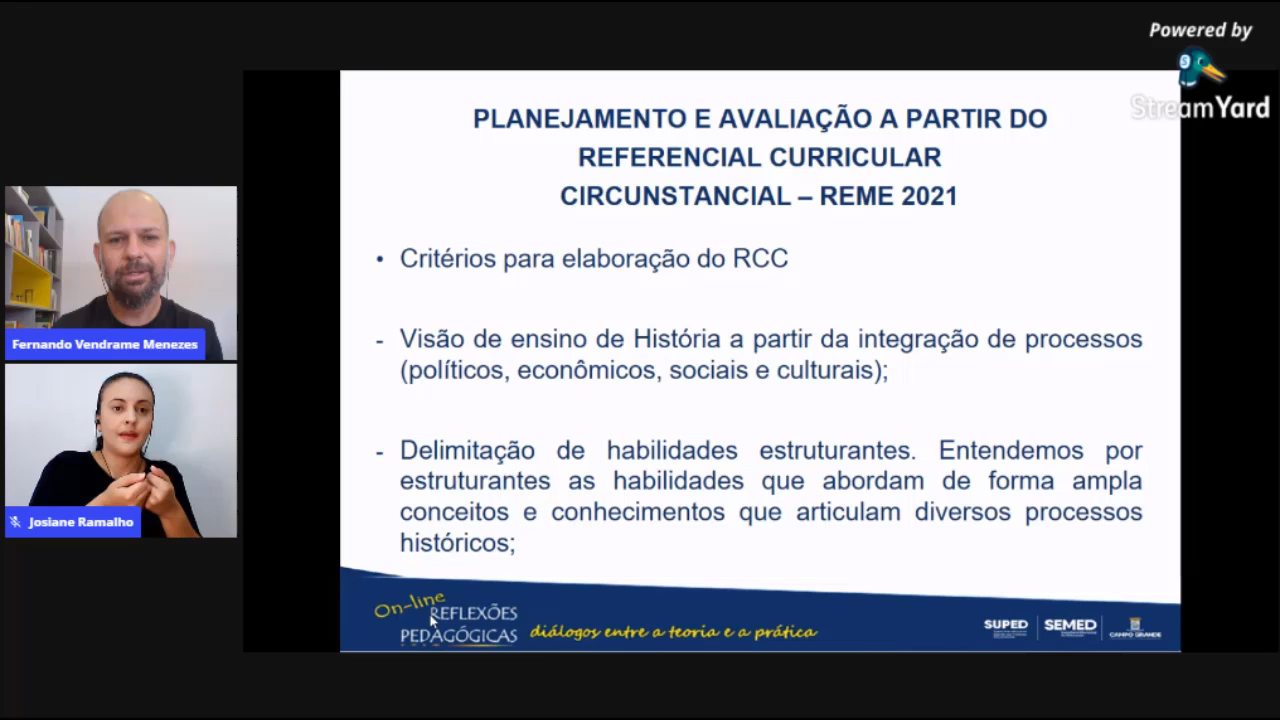 Powered by
StreamYard
PLANEJAMENTO E AVALIAÇÃO A PARTIR DO
REFERENCIAL CURRICULAR
CIRCUNSTANCIAL – REME 2021
• Critérios para elaboração do RCC
- Visão de ensino de História a partir da integração de processos
(políticos, econômicos, sociais e culturais);
- Delimitação de habilidades estruturantes. Entendemos por
estruturantes as habilidades que abordam de forma ampla
conceitos e conhecimentos que articulam diversos processos
históricos;
Fernando Vendrame Menezes
Josiane Ramalho
On-line
REFLEXÕES
PEDAGÓGICAS
diálogos entre a teoria e a prática
SUPED
SEMED
CAMPO GRANDE